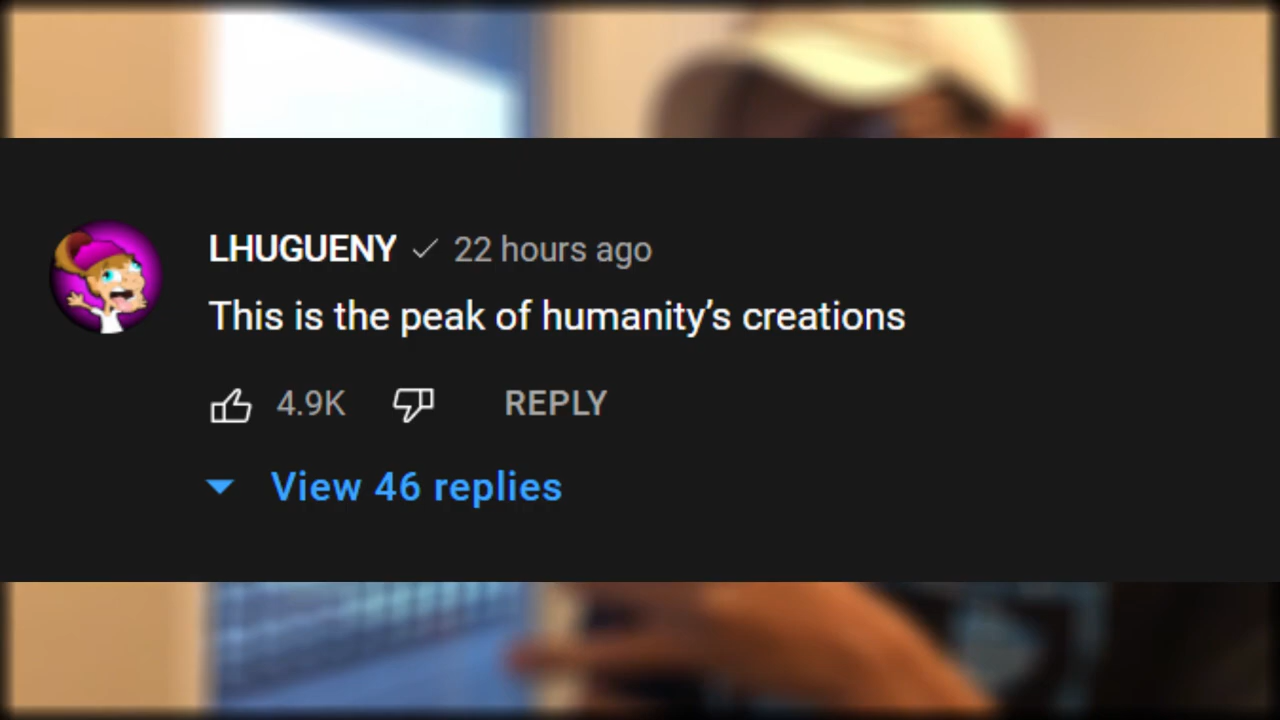 LHUGUENY 22 hours ago
This is the peak of humanity’s creations
4.9K REPLY
View 46 replies